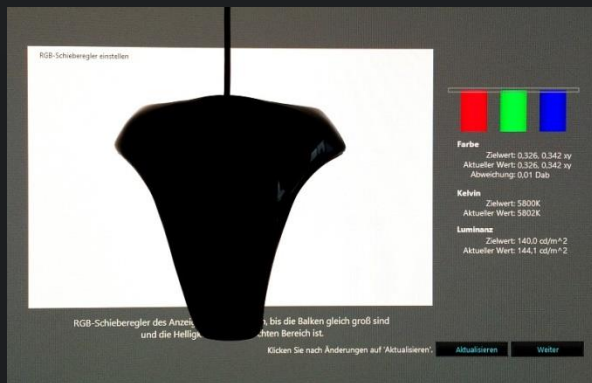 RGB-Schieberegler einstellen
Farbe
Zielwert: 0,326, 0,342 xy
Aktueller Wert: 0,326, 0,342 xy
Abweichung: 0,01 Dab
Kelvin
Zielwert: 5800K
Aktueller Wert: 5802K
Luminanz
Zielwert: 140,0 cd/m^2
Aktueller Wert: 144,1 cd/m^2
RGB-Schieberegler des bis die Balken gleich groß sind
und die Bereich ist.
Klicken Sie nach Änderungen auf 'Aktualisieren'.
Aktualisieren
Weiter